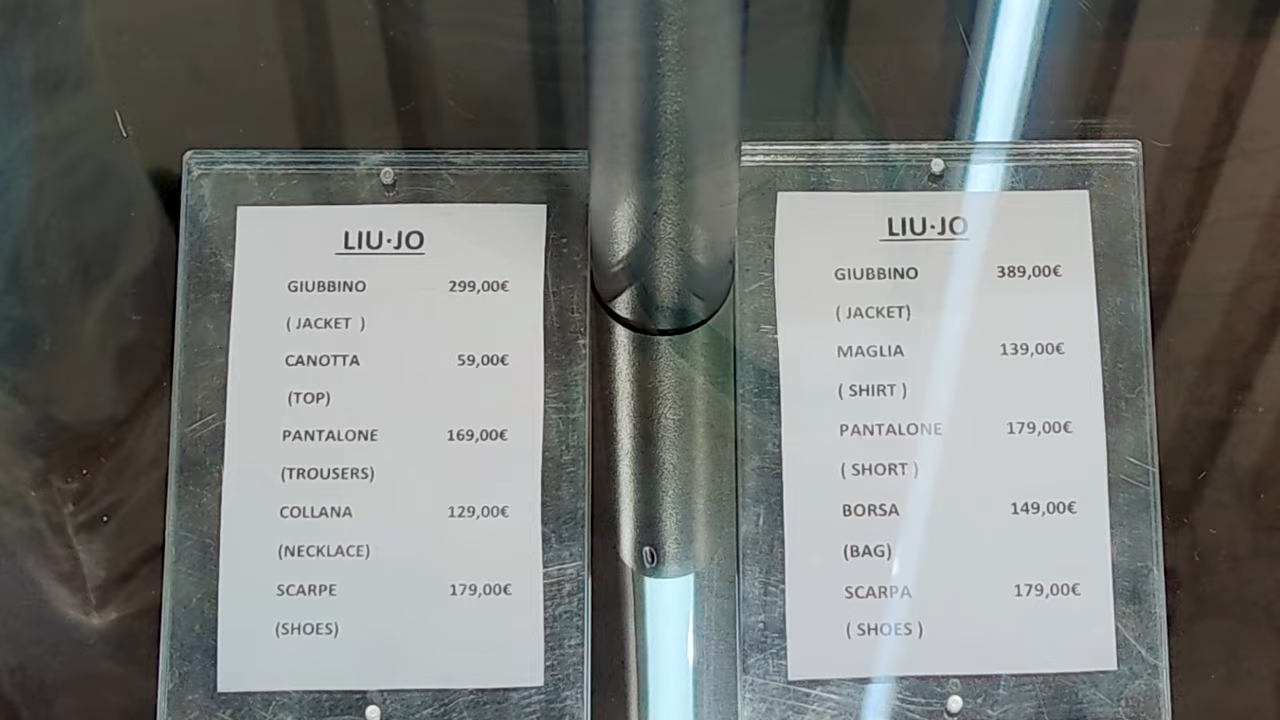 LIU·JO
GIUBBINO 299,00€
( JACKET )
CANOTTA 59,00€
(TOP)
PANTALONE 169,00€
(TROUSERS)
COLLANA 129,00€
(NECKLACE)
SCARPE 179,00€
(SHOES)
LIU·JO
GIUBBINO 389,00€
( JACKET)
MAGLIA 139,00€
( SHIRT )
PANTALONE 179,00€
( SHORT )
BORSA 149,00€
(BAG)
SCARPA 179,00€
( SHOES )